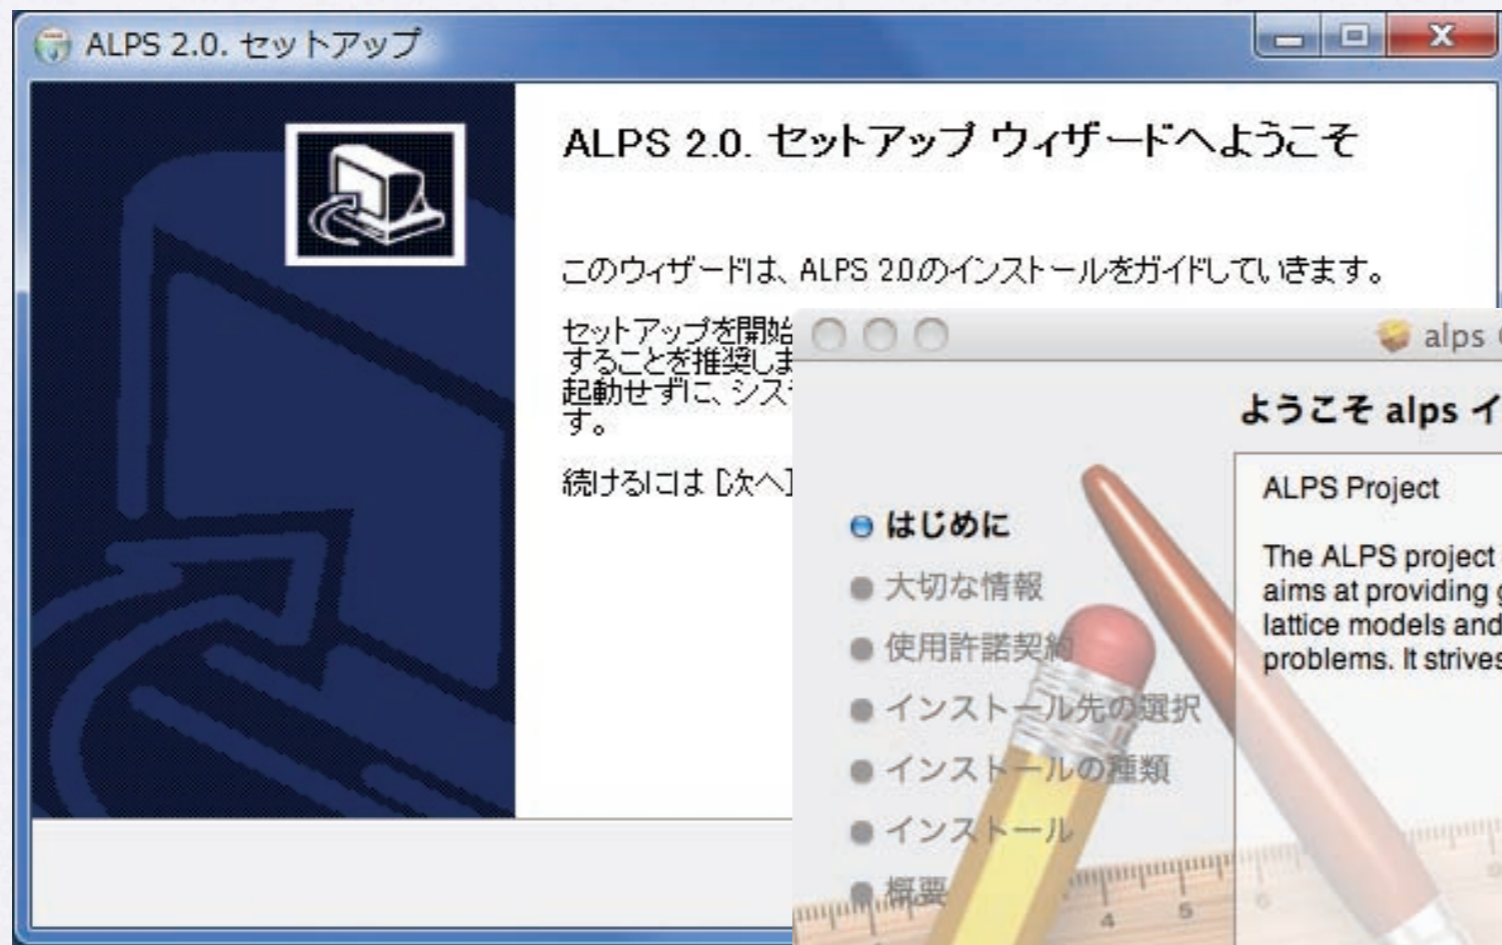 ALPS 2.0. セットアップ
ALPS 2.0. セットアップ ウィザードへようこそ
このウィザードは、ALPS 2.0.のインストールをガイドしていきます。
セットアップを開始
することを推奨しま
起動せずに、シス
す。
続けるには [次へ]
alps
ようこそ alps イ
はじめに
大切な情報
使用許諾契約
インストール先の選択
インストールの種類
インストール
概要
ALPS Project
The ALPS project
aims at providing
lattice models and
problems. It strives
4 5 6